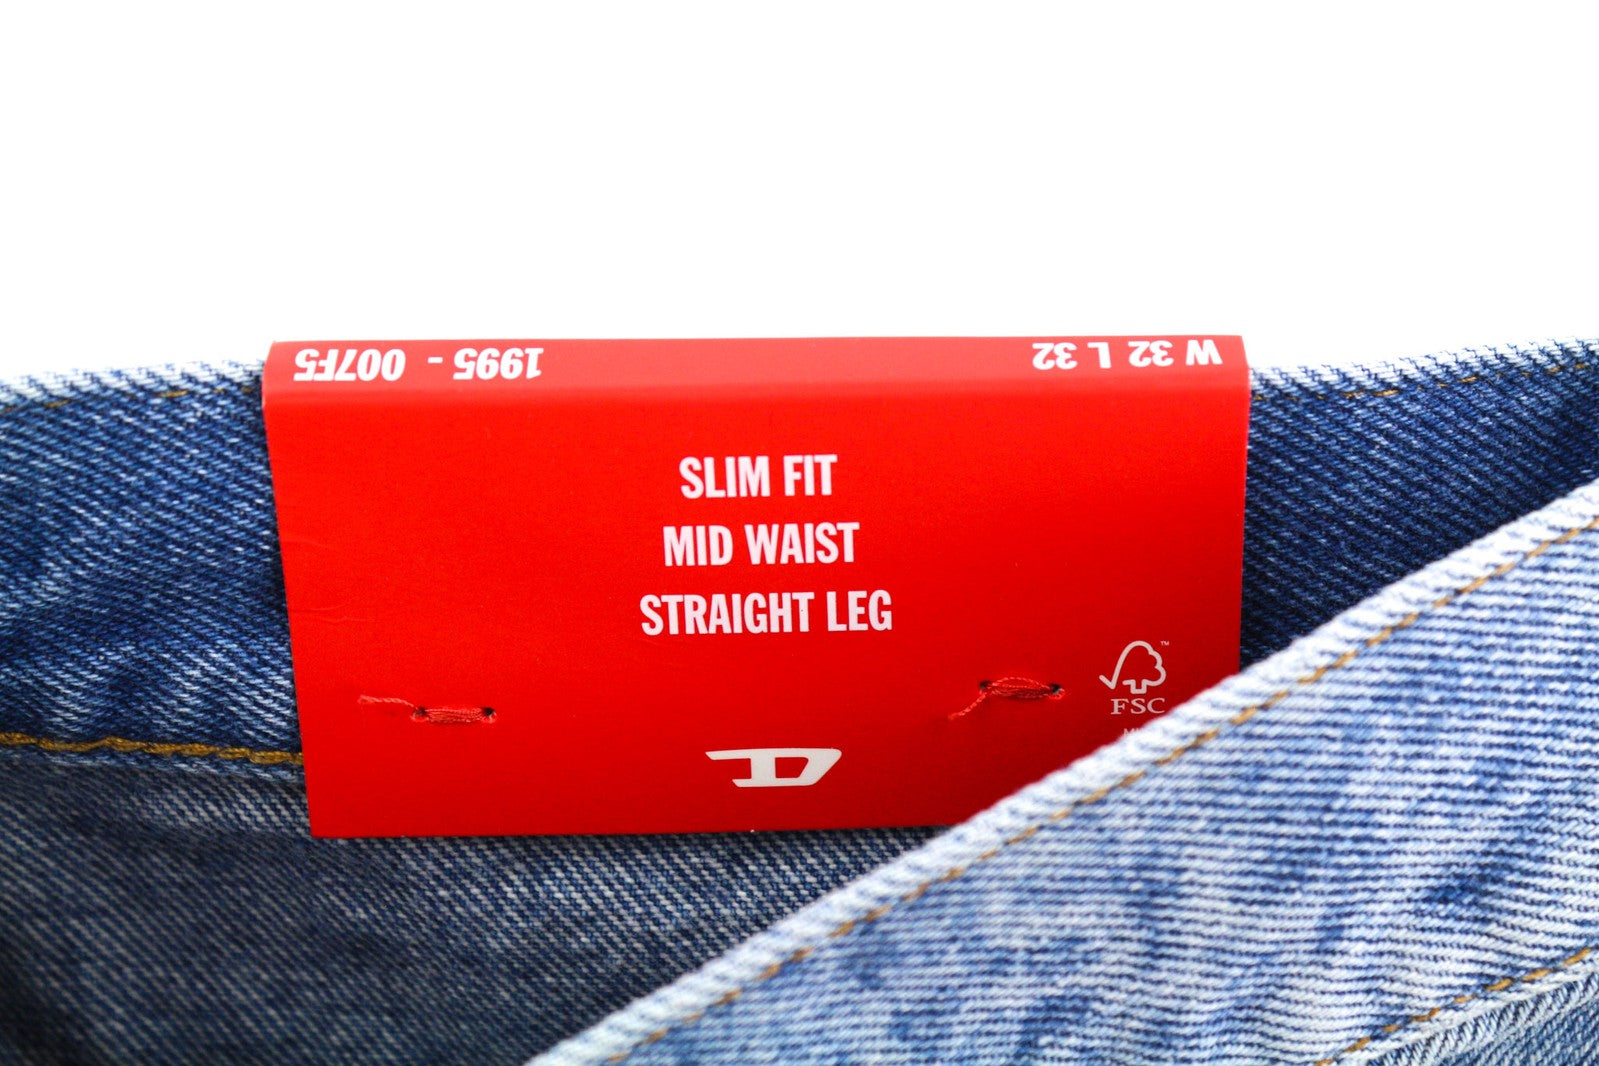 W 32 L 32
1995 - 007F5
SLIM FIT
MID WAIST
STRAIGHT LEG
FSC
D